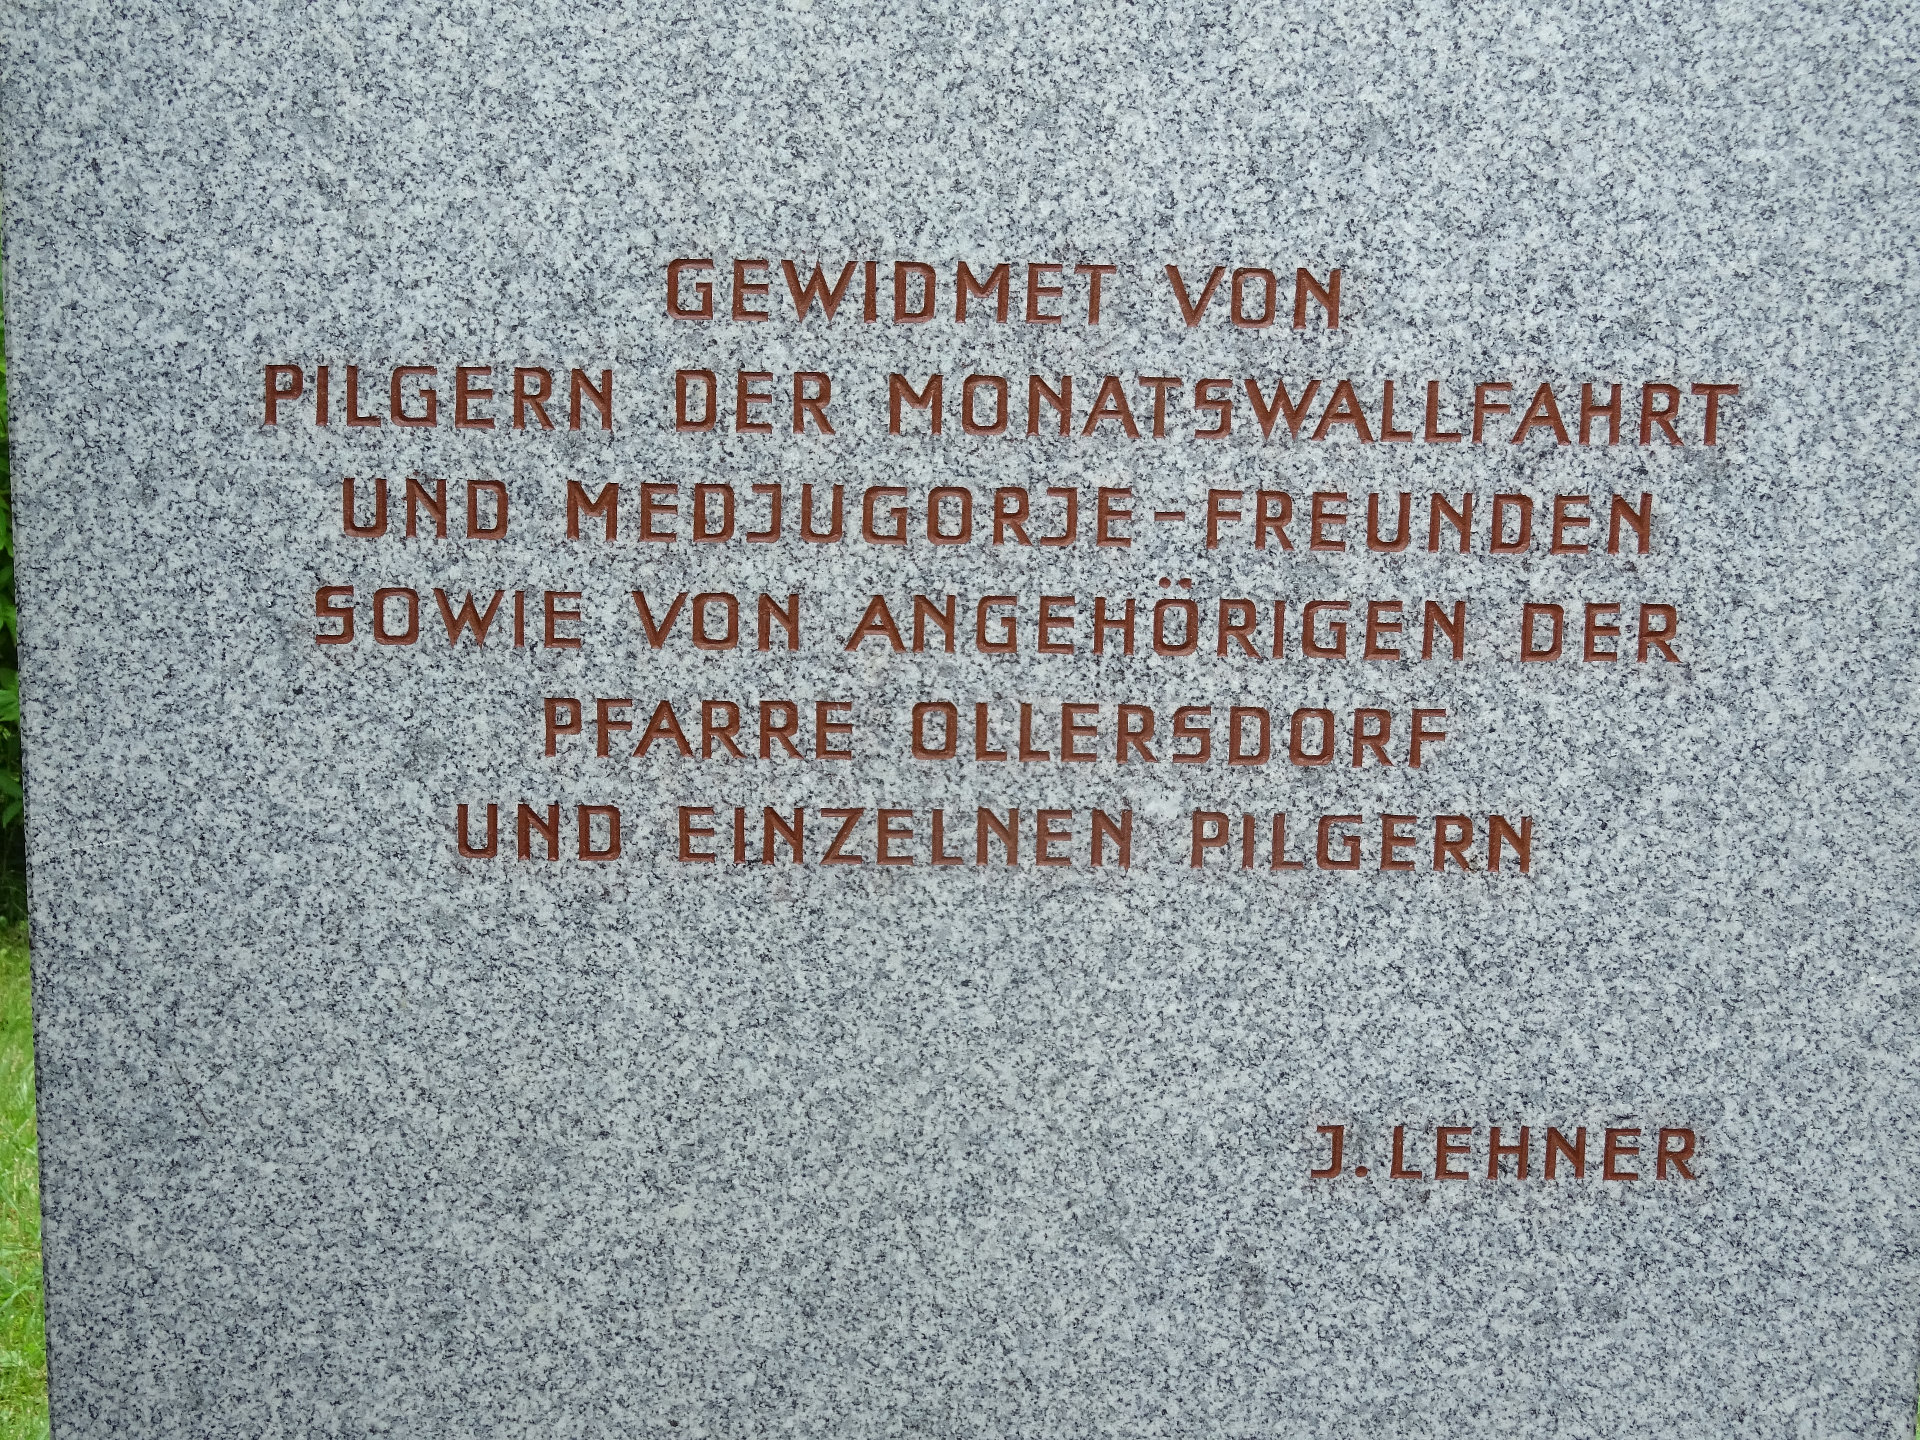 GEWIDMET VON
PILGERN DER MONATSWALLFAHRT
UND MEDJUGORJE-FREUNDEN
SOWIE VON ANGEHÖRIGEN DER
PFARRE OLLERSDORF
UND EINZELNEN PILGERN
J. LEHNER